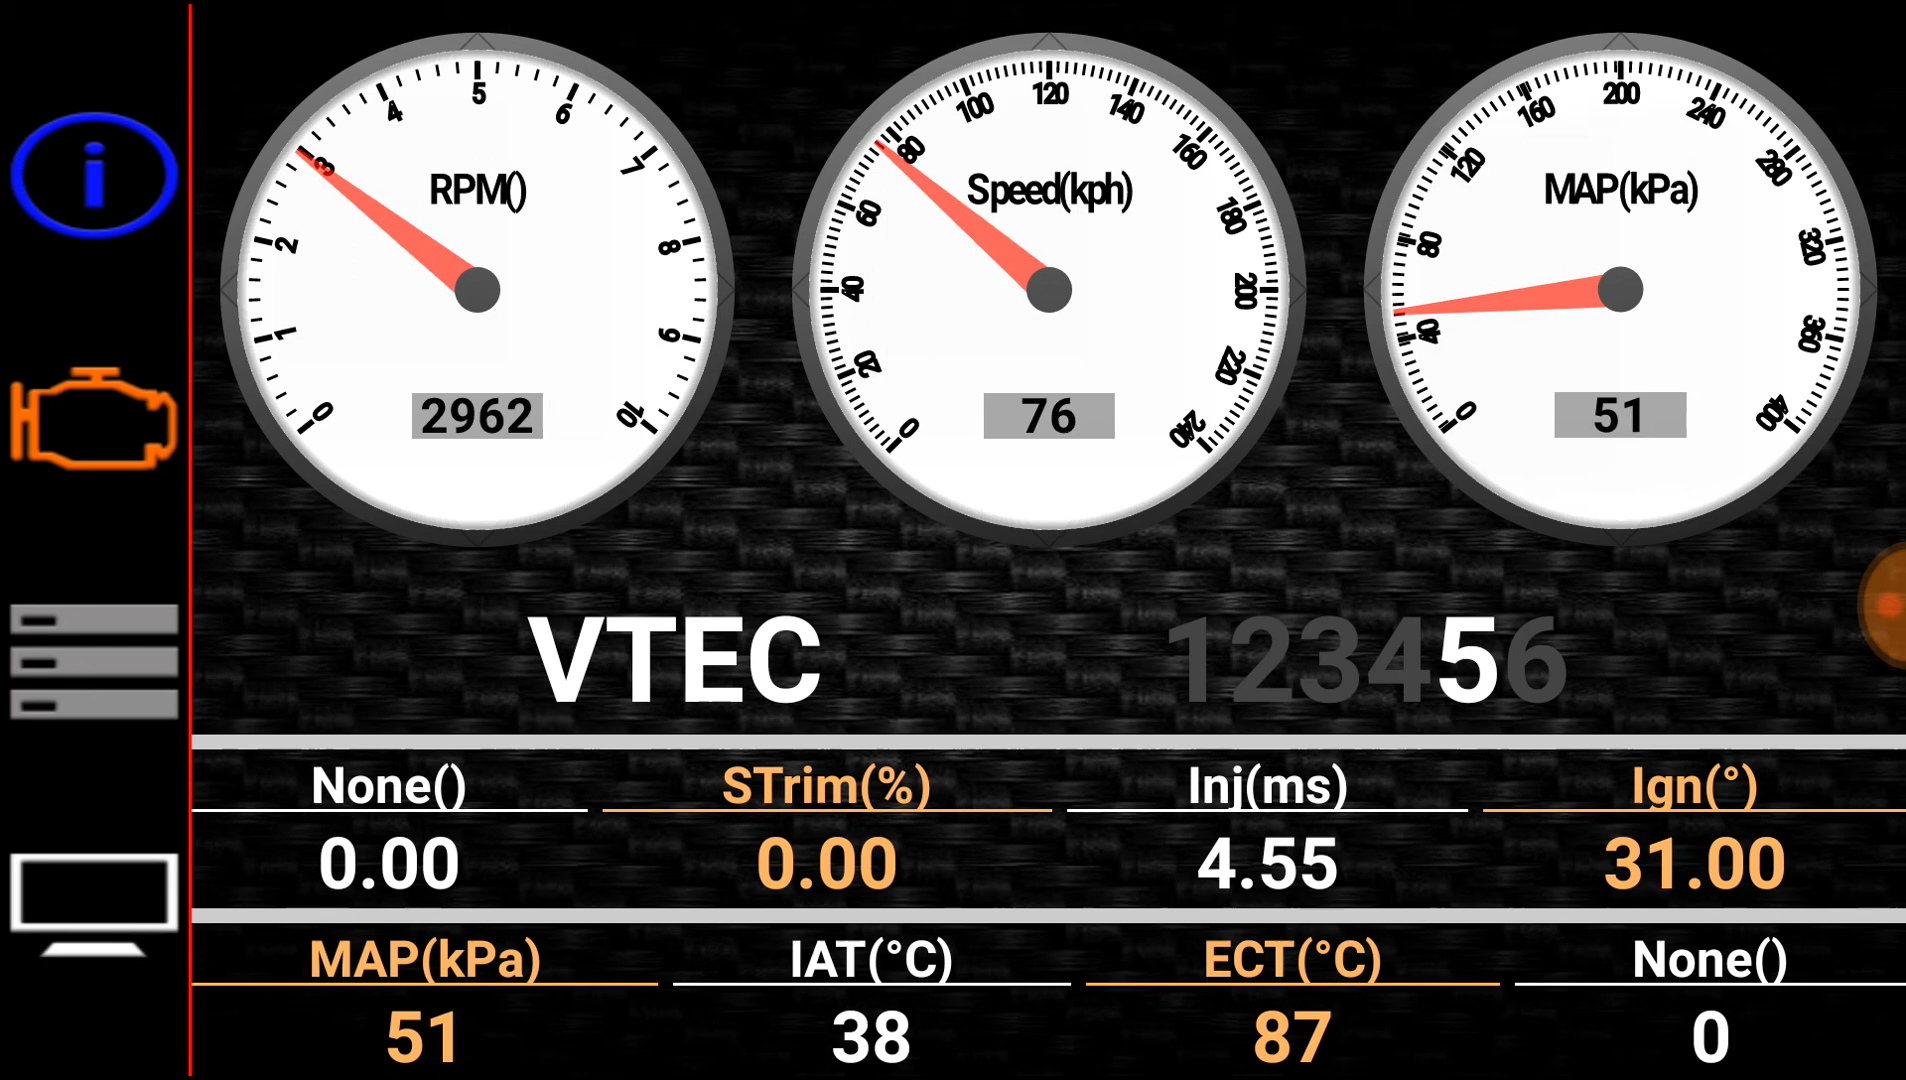 i
0 1 2 3 4 5 6 7 8 9 10
RPM()
2962
0 20 40 60 80 100 120 140 160 180 200 220 240
Speed(kph)
76
0 40 80 120 160 200 240 280 320 360 400
MAP(kPa)
51
VTEC 123456
None() STrim(%) Inj(ms) Ign(°)
0.00 0.00 4.55 31.00
MAP(kPa) IAT(°C) ECT(°C) None()
51 38 87 0